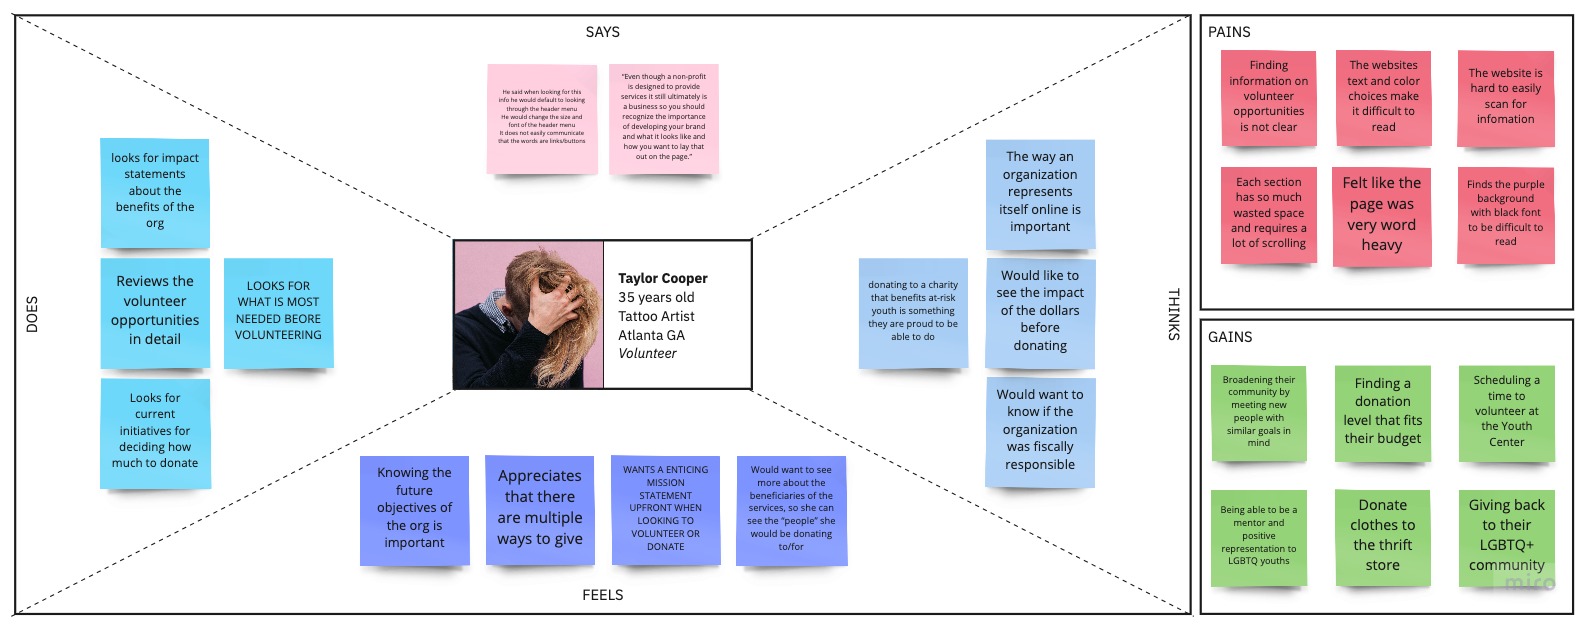 SAYS
He said when looking for this
info he would default to looking
through the header menu
He would change the size and
font of the header menu
It does not easily communicate
that the words are links/buttons
"Even though a non-profit
is designed to provide
services it still ultimately is
a business so you should
recognize the importance
of developing your brand
and what it looks like and
how you want to lay that
out on the page."
DOES
looks for impact
statements
about the
benefits of the
org
Reviews the
volunteer
opportunities
in detail
LOOKS FOR
WHAT IS MOST
NEEDED BEORE
VOLUNTEERING
Looks for
current
initiatives for
deciding how
much to donate
Taylor Cooper
35 years old
Tattoo Artist
Atlanta GA
Volunteer
THINKS
The way an
organization
represents
itself online is
important
donating to a charity
that benefits at-risk
youth is something
they are proud to be
able to do
Would like to
see the impact
of the dollars
before
donating
Would want to
know if the
organization
was fiscally
responsible
Knowing the
future
objectives of
the org is
important
Appreciates
that there
are multiple
ways to give
WANTS A ENTICING
MISSION
STATEMENT
UPFRONT WHEN
LOOKING TO
VOLUNTEER OR
DONATE
Would want to see
more about the
beneficiaries of the
services, so she can
see the "people" she
would be donating
to/for
FEELS
PAINS
Finding
information on
volunteer
opportunities
is not clear
The websites
text and color
choices make
it difficult to
read
The website is
hard to easily
scan for
infomation
Each section
has so much
wasted space
and requires a
lot of scrolling
Felt like the
page was
very word
heavy
Finds the purple
background
with black font
to be difficult to
read
GAINS
Broadening their
community by
meeting new
people with
similar goals in
mind
Finding a
donation
level that fits
their budget
Scheduling a
time to
volunteer at
the Youth
Center
Being able to be a
mentor and
positive
representation to
LGBTQ youths
Donate
clothes to
the thrift
store
Giving back
to their
LGBTQ+
community
miro